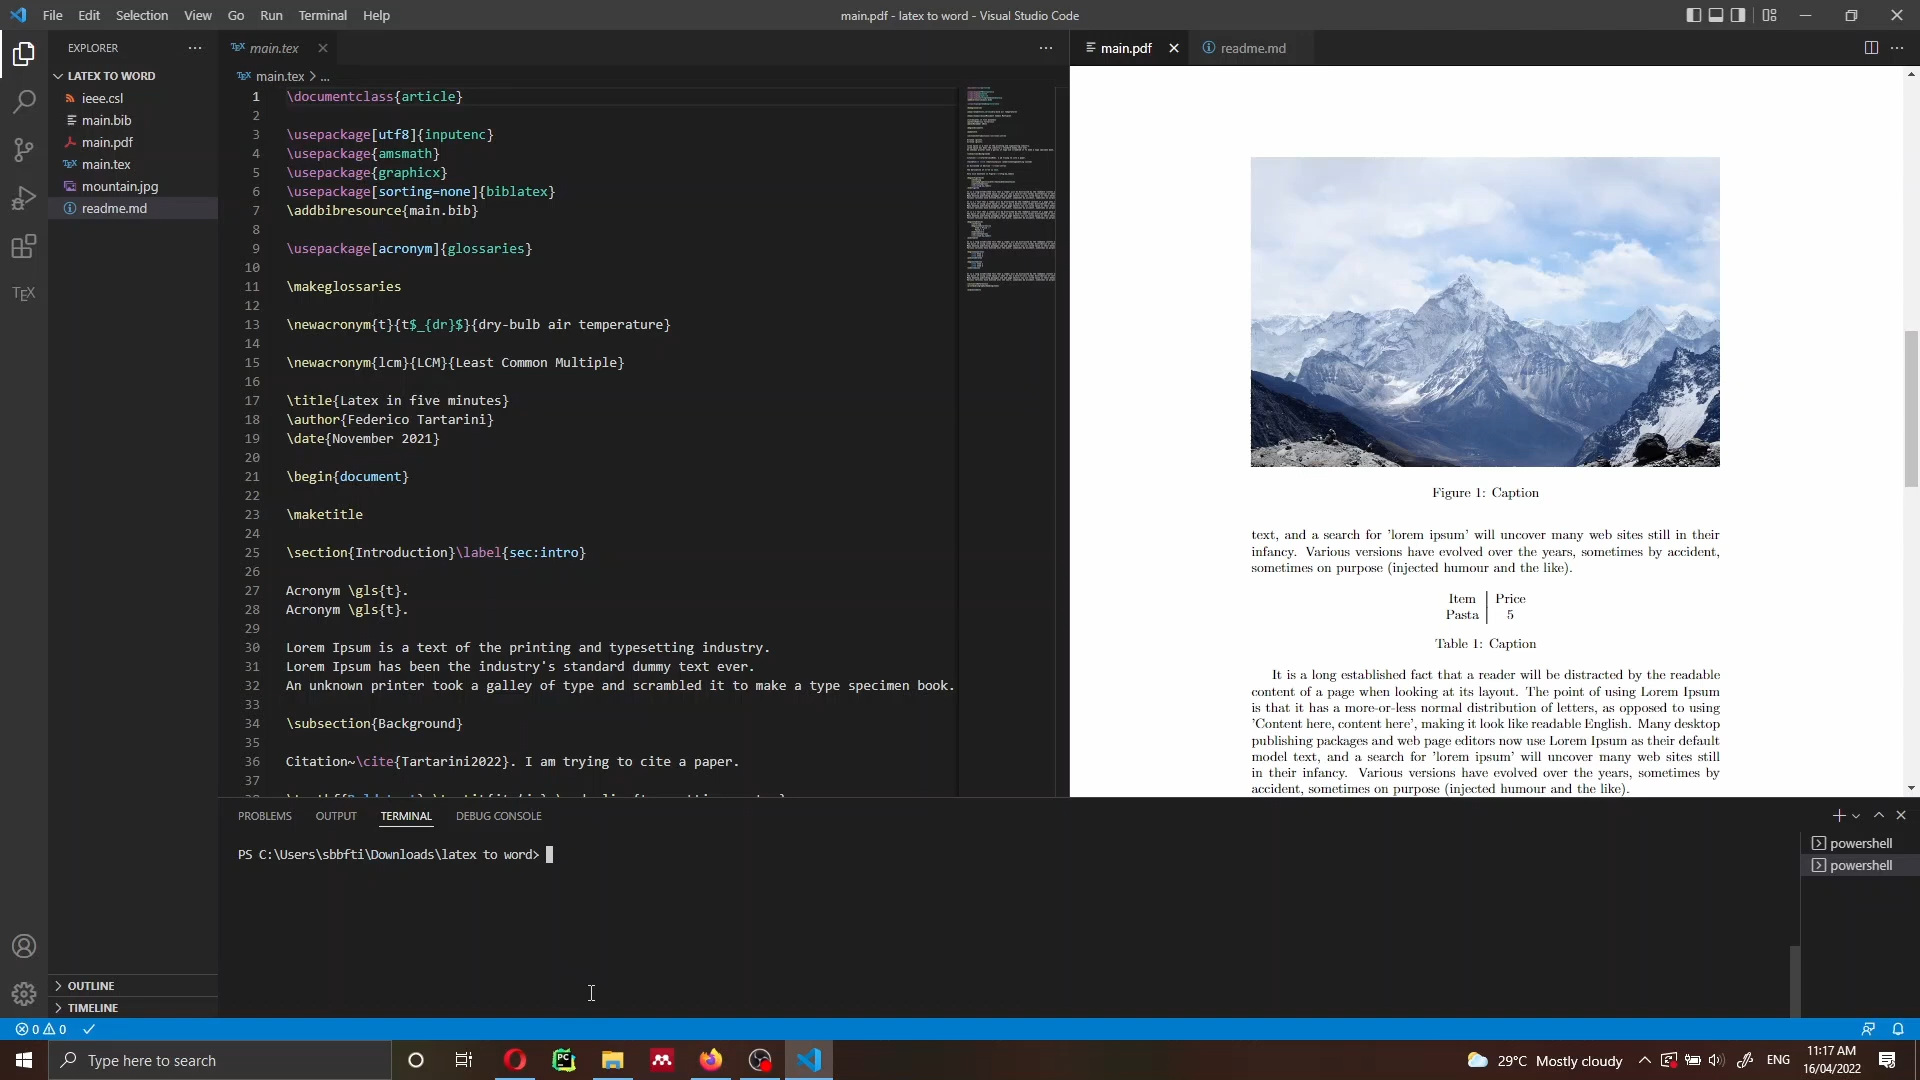 File Edit Selection View Go Run Terminal Help
main.pdf - latex to word - Visual Studio Code
EXPLORER
LATEX TO WORD
ieee.csl
main.bib
main.pdf
main.tex
mountain.jpg
readme.md
OUTLINE
TIMELINE
TEX
TEX main.tex
TEX main.tex > ...
1 \documentclass{article}
2
3 \usepackage[utf8]{inputenc}
4 \usepackage{amsmath}
5 \usepackage{graphicx}
6 \usepackage[sorting=none]{biblatex}
7 \addbibresource{main.bib}
8
9 \usepackage[acronym]{glossaries}
10
11 \makeglossaries
12
13 \newacronym{t}{t$_{dr}$}{dry-bulb air temperature}
14
15 \newacronym{lcm}{LCM}{Least Common Multiple}
16
17 \title{Latex in five minutes}
18 \author{Federico Tartarini}
19 \date{November 2021}
20
21 \begin{document}
22
23 \maketitle
24
25 \section{Introduction}\label{sec:intro}
26
27 Acronym \gls{t}.
28 Acronym \gls{t}.
29
30 Lorem Ipsum is a text of the printing and typesetting industry.
31 Lorem Ipsum has been the industry's standard dummy text ever.
32 An unknown printer took a galley of type and scrambled it to make a type specimen book.
33
34 \subsection{Background}
35
36 Citation~\cite{Tartarini2022}. I am trying to cite a paper.
37
main.pdf
readme.md
Figure 1: Caption
text, and a search for 'lorem ipsum' will uncover many web sites still in their
infancy. Various versions have evolved over the years, sometimes by accident,
sometimes on purpose (injected humour and the like).
Item Price
Pasta 5
Table 1: Caption
It is a long established fact that a reader will be distracted by the readable
content of a page when looking at its layout. The point of using Lorem Ipsum
is that it has a more-or-less normal distribution of letters, as opposed to using
'Content here, content here', making it look like readable English. Many desktop
publishing packages and web page editors now use Lorem Ipsum as their default
model text, and a search for 'lorem ipsum' will uncover many web sites still
in their infancy. Various versions have evolved over the years, sometimes by
accident, sometimes on purpose (injected humour and the like).
PROBLEMS OUTPUT TERMINAL DEBUG CONSOLE
PS C:\Users\sbbfti\Downloads\latex to word>
powershell
powershell
0 0
Type here to search
PC
29°C Mostly cloudy
ENG
11:17 AM
16/04/2022